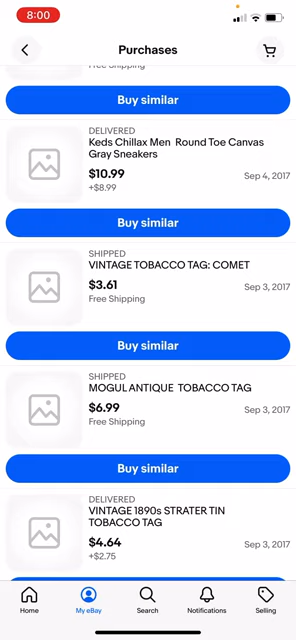 8:00
Purchases
Free Shipping
Buy similar
DELIVERED
Keds Chillax Men Round Toe Canvas
Gray Sneakers
$10.99
Sep 4, 2017
+$8.99
Buy similar
SHIPPED
VINTAGE TOBACCO TAG: COMET
$3.61
Sep 3, 2017
Free Shipping
Buy similar
SHIPPED
MOGUL ANTIQUE TOBACCO TAG
$6.99
Sep 3, 2017
Free Shipping
Buy similar
DELIVERED
VINTAGE 1890s STRATER TIN
TOBACCO TAG
$4.64
Sep 3, 2017
+$2.75
Home
My eBay
Search
Notifications
Selling